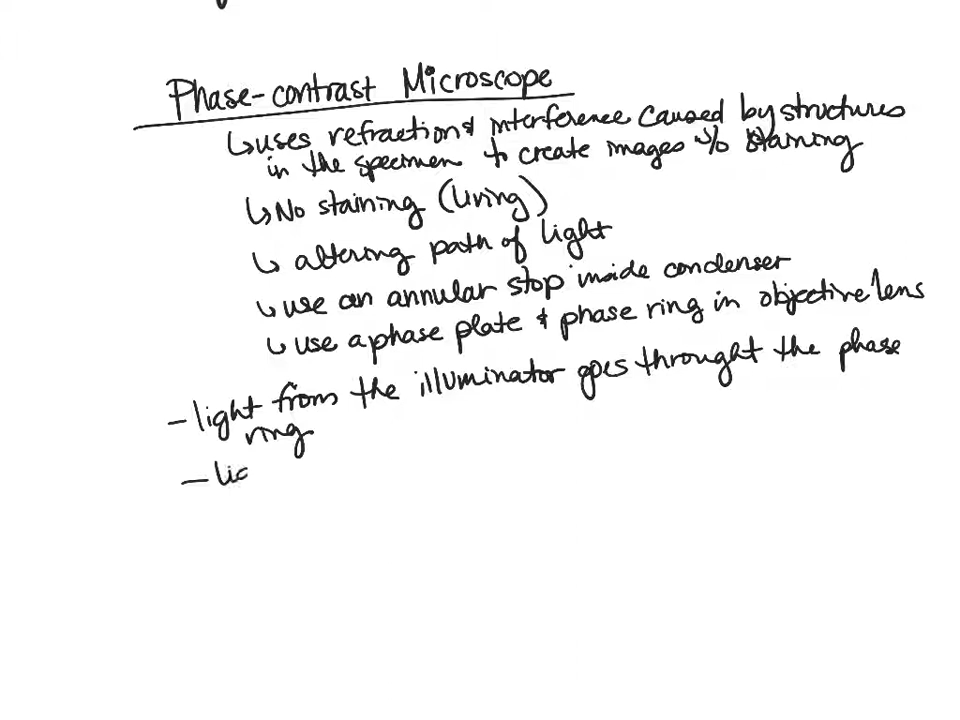 Phase-contrast Microscope
↳uses refraction & interference caused by structures
in the specimen to create images w/o staining
↳No staining (living)
↳ altering path of light
↳ use an annular stop inside condenser
↳ use a phase plate & phase ring in objective lens
- light from the illuminator goes throught the phase
ring
- lig